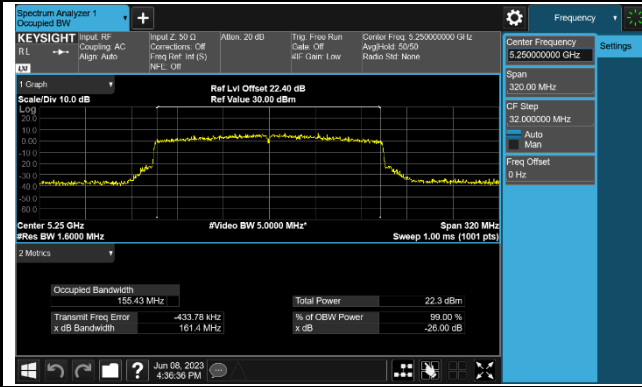 Spectrum Analyzer 1
Occupied BW
+
Frequency
KEYSIGHT
RL
LXI
Input: RF
Coupling: AC
Align: Auto
Input Z: 50 Ω
Corrections: Off
Freq Ref: Int (S)
NFE: Off
Atten: 20 dB
Trig: Free Run
Gate: Off
#IF Gain: Low
Center Freq: 5.250000000 GHz
Avg|Hold: 50/50
Radio Std: None
Center Frequency
5.250000000 GHz
Settings
Span
320.00 MHz
CF Step
32.000000 MHz
Auto
Man
Freq Offset
0 Hz
1 Graph
Scale/Div 10.0 dB
Ref Lvl Offset 22.40 dB
Ref Value 30.00 dBm
Log
20.0
10.0
0.00
-10.0
-20.0
-30.0
-40.0
-50.0
-60.0
Center 5.25 GHz
#Res BW 1.6000 MHz
#Video BW 5.0000 MHz*
Span 320 MHz
Sweep 1.00 ms (1001 pts)
2 Metrics
Occupied Bandwidth
155.43 MHz
Total Power 22.3 dBm
Transmit Freq Error -433.78 kHz
% of OBW Power 99.00 %
x dB Bandwidth 161.4 MHz
x dB -26.00 dB
?
Jun 08, 2023
4:36:36 PM